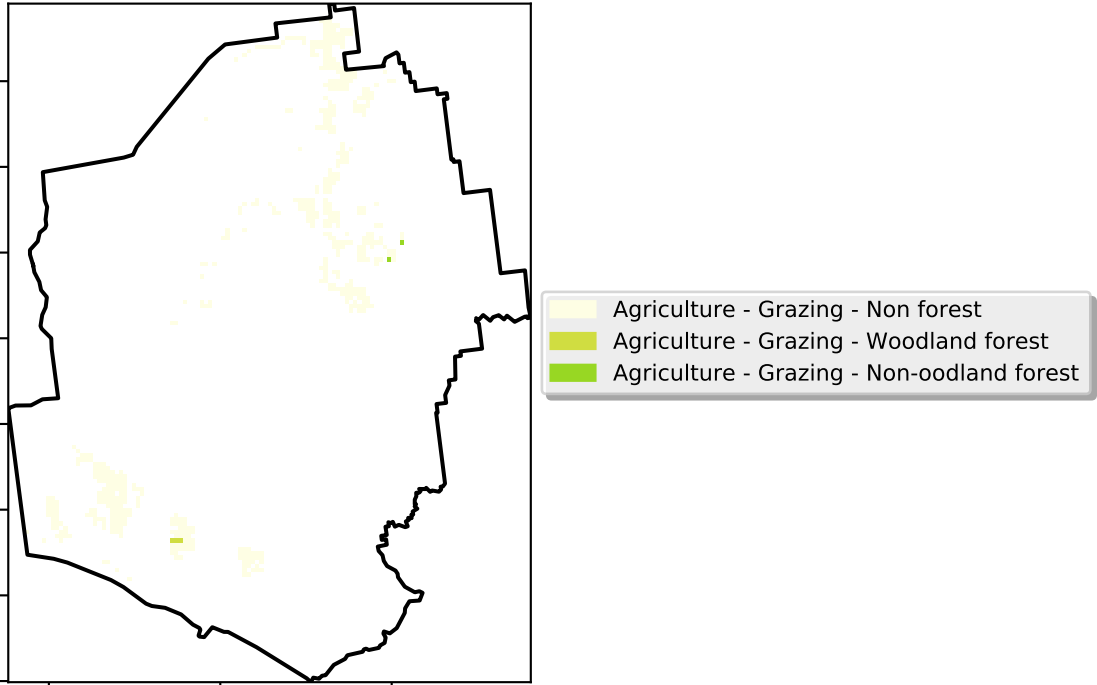 Agriculture - Grazing - Non forest
Agriculture - Grazing - Woodland forest
Agriculture - Grazing - Non-oodland forest